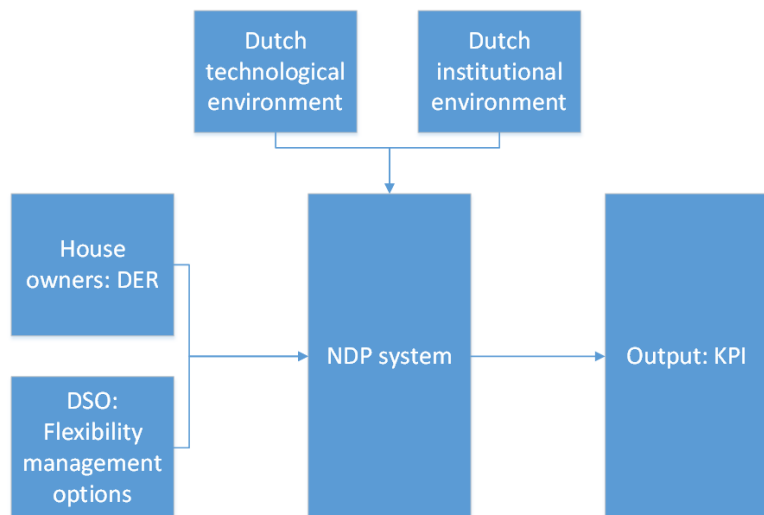 Dutch
technological
environment
Dutch
institutional
environment
House
owners: DER
NDP system
Output: KPI
DSO:
Flexibility
management
options